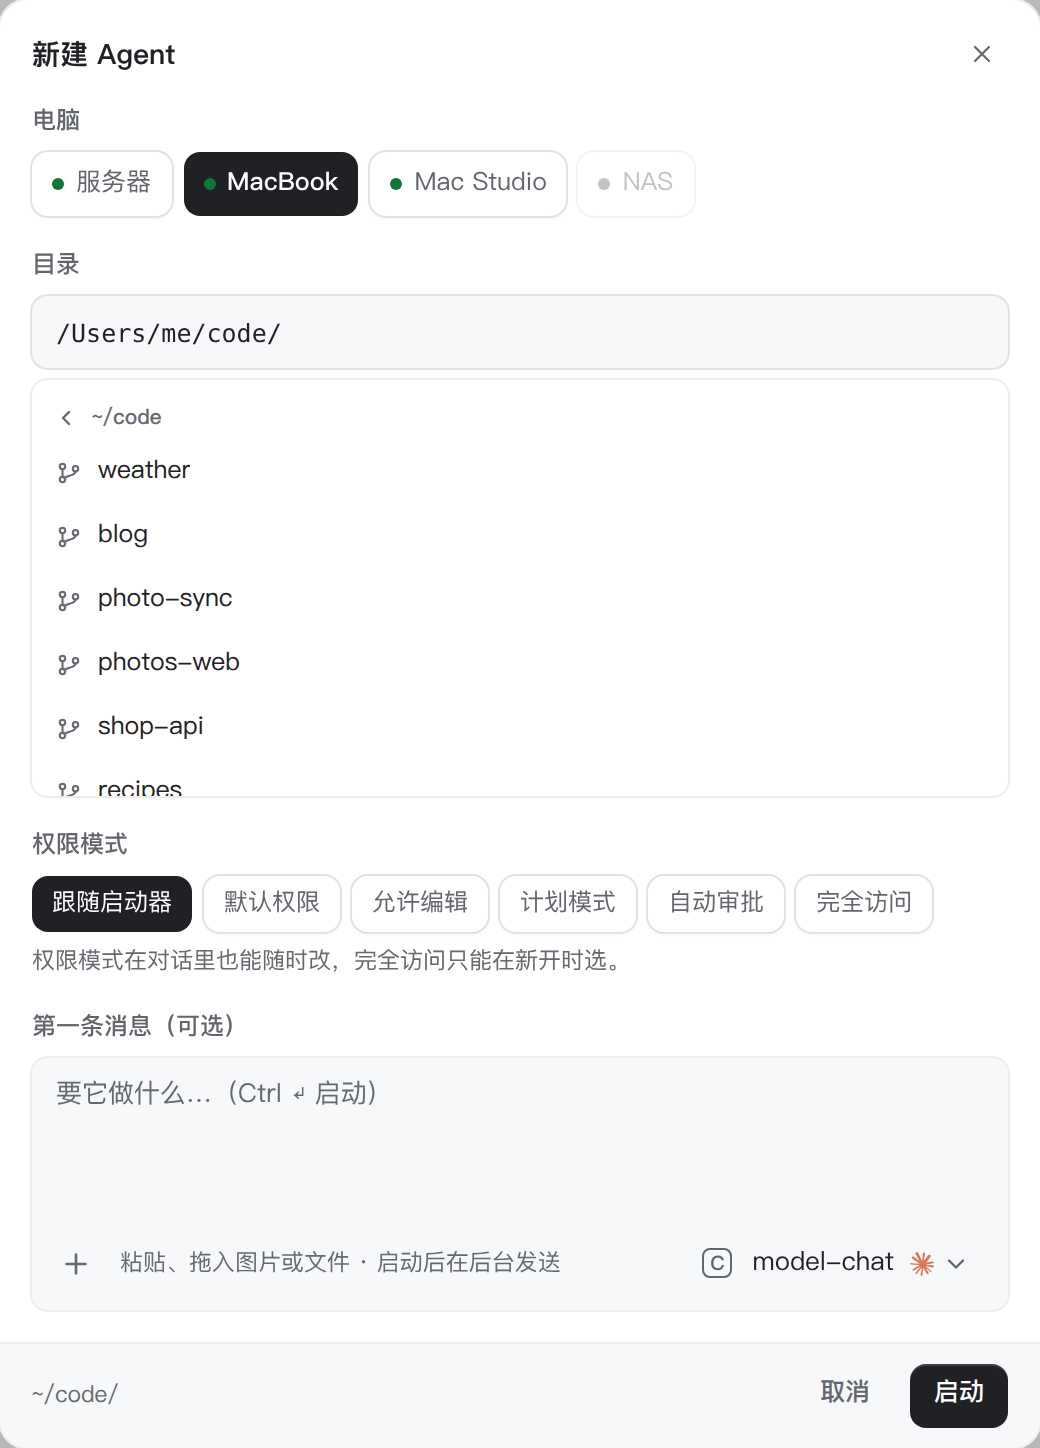 新建 Agent
电脑
服务器 MacBook Mac Studio NAS
目录
/Users/me/code/
~/code
weather
blog
photo-sync
photos-web
shop-api
recipes
权限模式
跟随启动器 默认权限 允许编辑 计划模式 自动审批 完全访问
权限模式在对话里也能随时改，完全访问只能在新开时选。
第一条消息（可选）
要它做什么…（Ctrl ↲ 启动）
粘贴、拖入图片或文件 · 启动后在后台发送 C model-chat
~/code/ 取消 启动